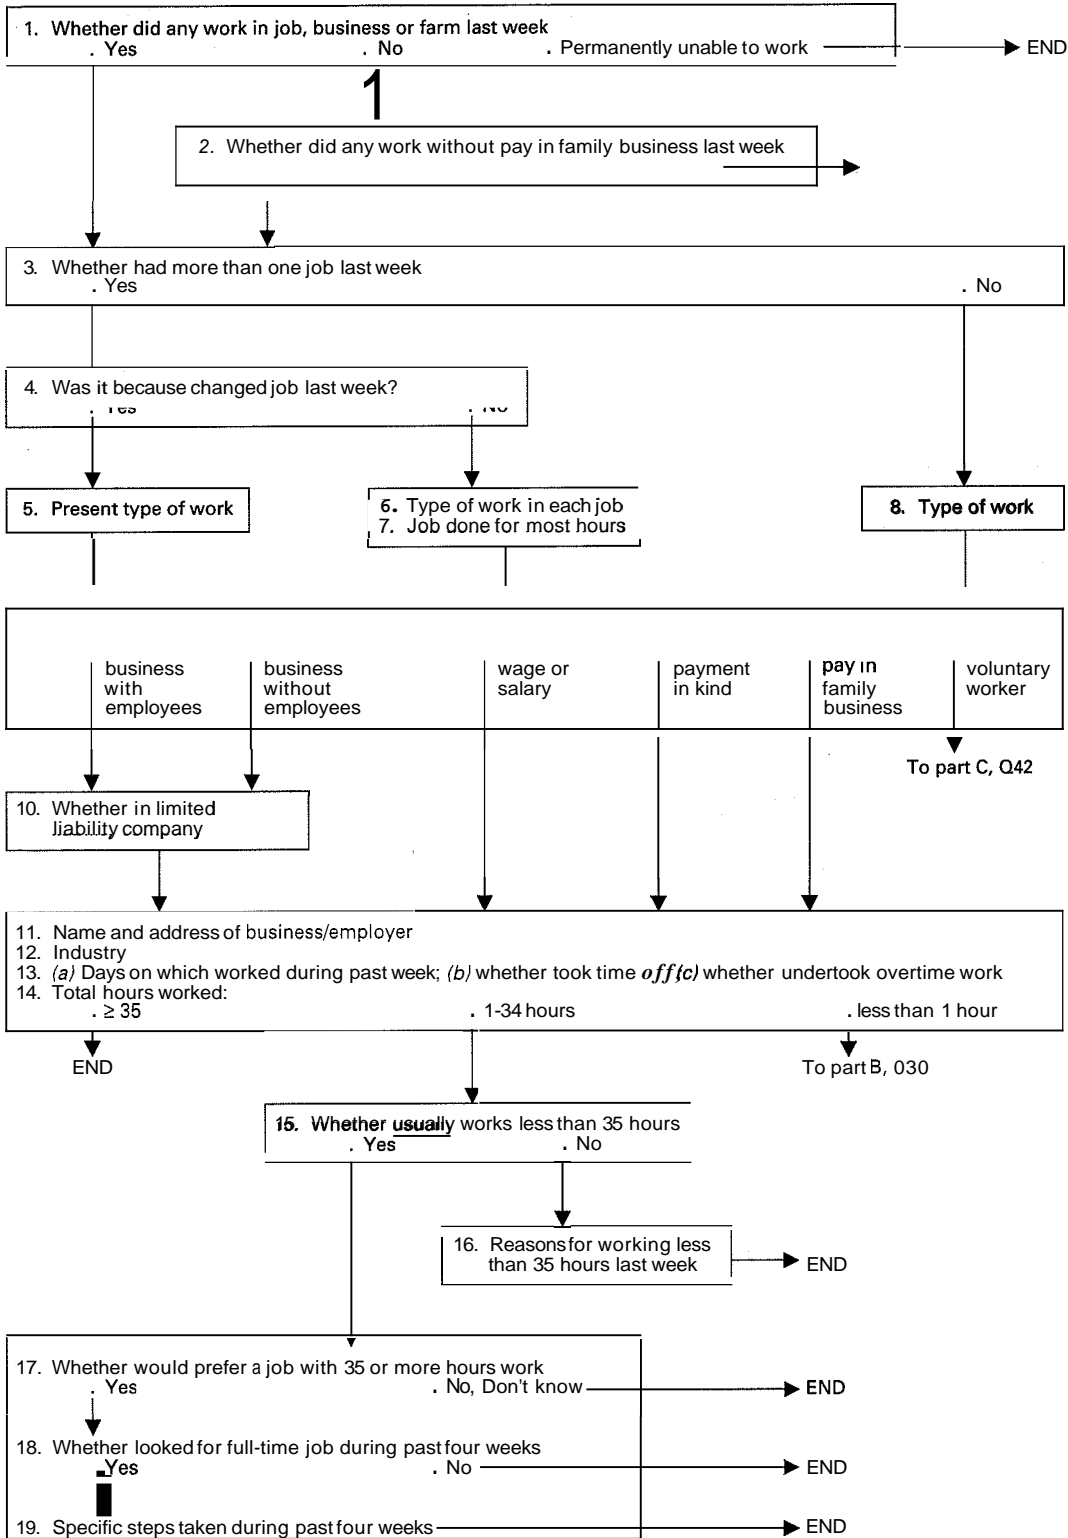 1. Whether did any work in job, business or farm last week
. Yes . No . Permanently unable to work END
2. Whether did any work without pay in family business last week
3. Whether had more than one job last week
. Yes . No
4. Was it because changed job last week?
. Yes . No
5. Present type of work
6. Type of work in each job
7. Job done for most hours
8. Type of work
business with employees
business without employees
wage or salary
payment in kind
pay in family business
voluntary worker
To part C, Q42
10. Whether in limited
liability company
11. Name and address of business/employer
12. Industry
13. (a) Days on which worked during past week; (b) whether took time off(c) whether undertook overtime work
14. Total hours worked:
. ≥ 35 . 1-34 hours . less than 1 hour
END To part B, 030
15. Whether usually works less than 35 hours
. Yes . No
16. Reasons for working less
than 35 hours last week END
17. Whether would prefer a job with 35 or more hours work
. Yes . No, Don't know END
18. Whether looked for full-time job during past four weeks
Yes . No END
19. Specific steps taken during past four weeks END